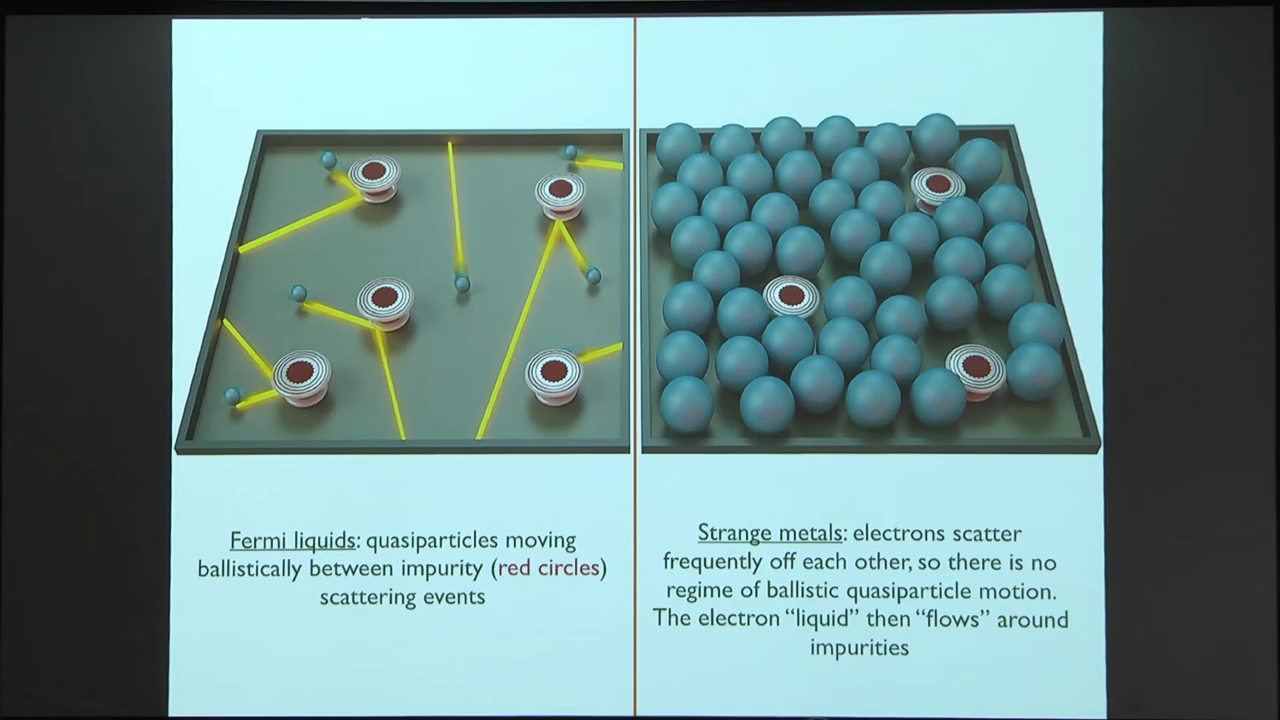 Fermi liquids: quasiparticles moving
ballistically between impurity (red circles)
scattering events
Strange metals: electrons scatter
frequently off each other, so there is no
regime of ballistic quasiparticle motion.
The electron “liquid” then “flows” around
impurities